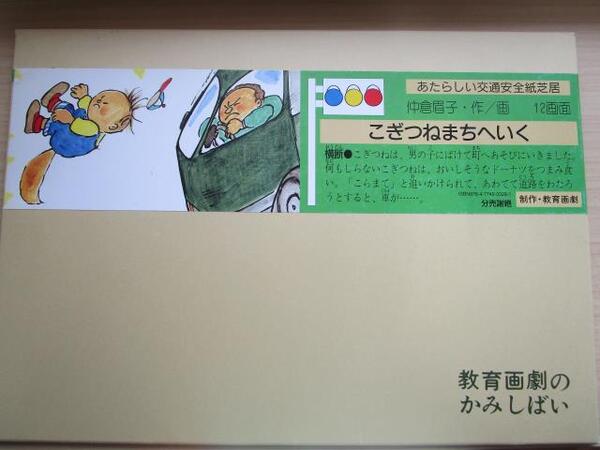 あたらしい交通安全紙芝居
仲倉眉子・作/画 12画面
こぎつねまちへいく
横断●こぎつねは、男の子にばけて町へあそびにいきました。
何もしらないこぎつねは、おいしそうなドーナツをつまみ食
い。「こらまて」と追いかけられて、あわてて道路をわたろ
うとすると、車が……。
分売謝絶
制作・教育画劇
教育画劇の
かみしばい